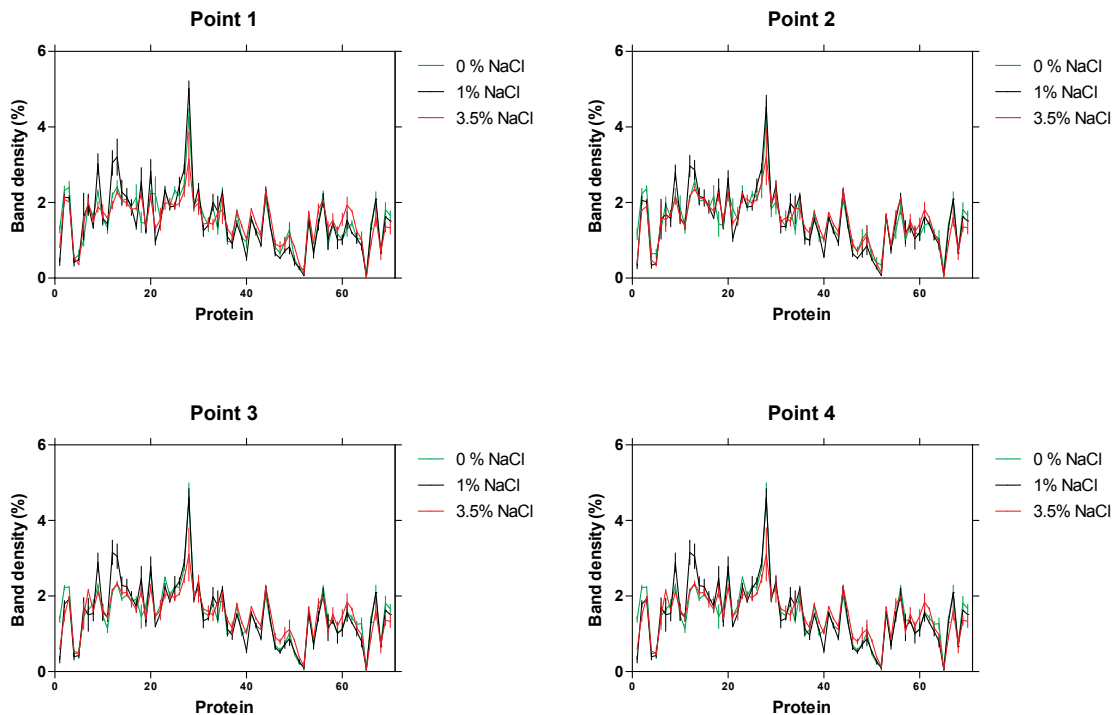 Point 1
6
4
2
0
0
20
40
60
Band density (%)
Protein
0 % NaCl
1% NaCl
3.5% NaCl
Point 2
6
4
2
0
0
20
40
60
Band density (%)
Protein
0 % NaCl
1% NaCl
3.5% NaCl
Point 3
6
4
2
0
0
20
40
60
Band density (%)
Protein
0 % NaCl
1% NaCl
3.5% NaCl
Point 4
6
4
2
0
0
20
40
60
Band density (%)
Protein
0 % NaCl
1% NaCl
3.5% NaCl